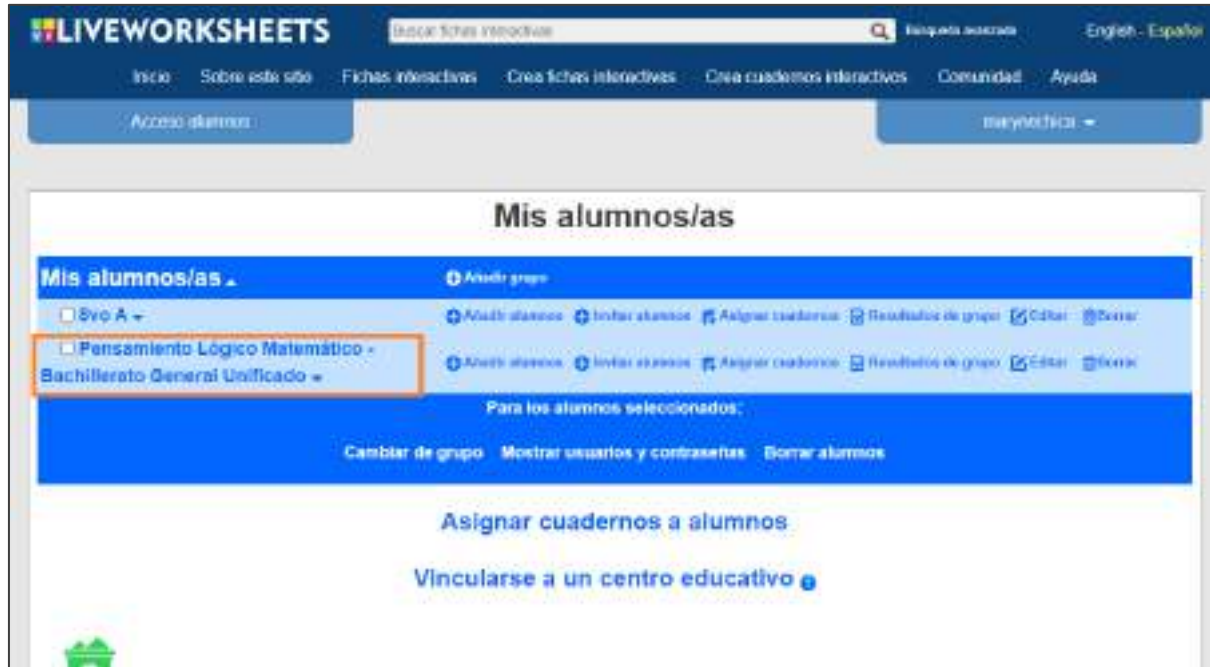 LIVEWORKSHEETS Buscar fichas interactivas Búsqueda avanzada English - Español
Inicio Sobre este sitio Fichas interactivas Crea fichas interactivas Crea cuadernos interactivos Comunidad Ayuda
Acceso alumnos
Mis alumnos/as
Mis alumnos/as Añadir grupo
8vo A Añadir alumnos Invitar alumnos Asignar cuadernos Resultados de grupo Editar Borrar
Pensamiento Lógico Matemático -
Bachillerato General Unificado Añadir alumnos Invitar alumnos Asignar cuadernos Resultados de grupo Editar Borrar
Para los alumnos seleccionados:
Cambiar de grupo Mostrar usuarios y contraseñas Borrar alumnos
Asignar cuadernos a alumnos
Vincularse a un centro educativo